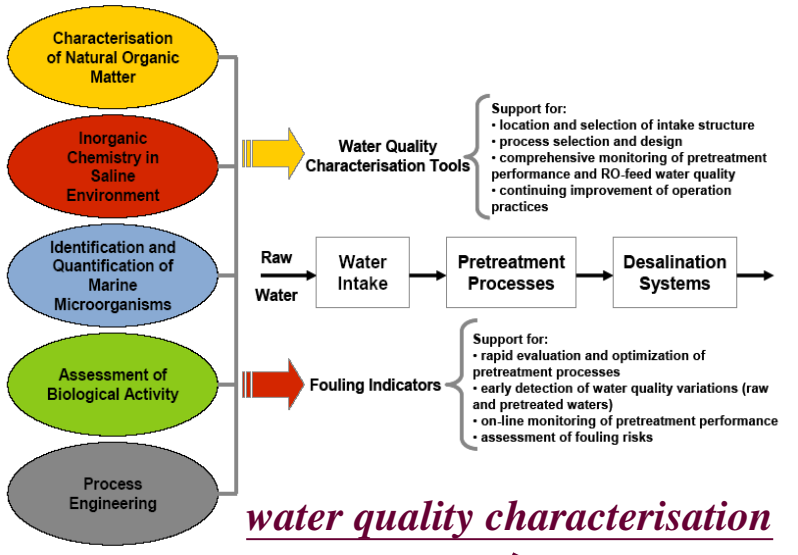 Characterisation
of Natural Organic
Matter
Inorganic
Chemistry in
Saline
Environment
Identification and
Quantification of
Marine
Microorganisms
Assessment of
Biological Activity
Process
Engineering
Water Quality
Characterisation Tools
Support for:
• location and selection of intake structure
• process selection and design
• comprehensive monitoring of pretreatment
performance and RO-feed water quality
• continuing improvement of operation
practices
Raw
Water
Water
Intake
Pretreatment
Processes
Desalination
Systems
Fouling Indicators
Support for:
• rapid evaluation and optimization of
pretreatment processes
• early detection of water quality variations (raw
and pretreated waters)
• on-line monitoring of pretreatment performance
• assessment of fouling risks
water quality characterisation